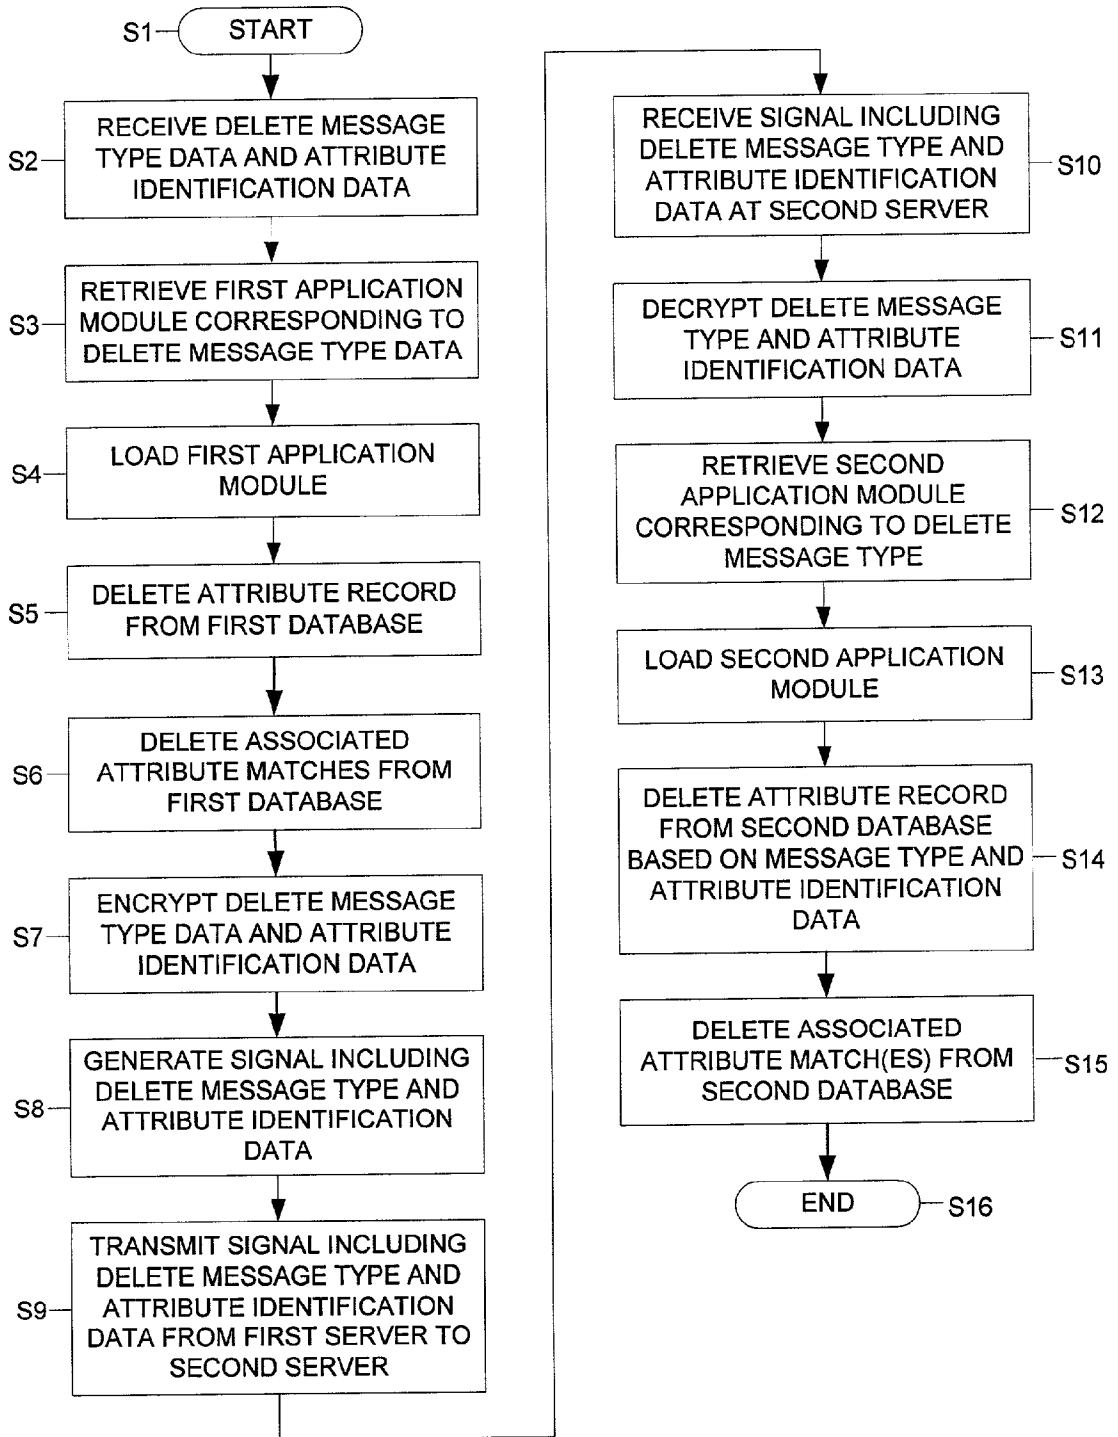 S1
START
S2
RECEIVE DELETE MESSAGE
TYPE DATA AND ATTRIBUTE
IDENTIFICATION DATA
S3
RETRIEVE FIRST APPLICATION
MODULE CORRESPONDING TO
DELETE MESSAGE TYPE DATA
S4
LOAD FIRST APPLICATION
MODULE
S5
DELETE ATTRIBUTE RECORD
FROM FIRST DATABASE
S6
DELETE ASSOCIATED
ATTRIBUTE MATCHES FROM
FIRST DATABASE
S7
ENCRYPT DELETE MESSAGE
TYPE DATA AND ATTRIBUTE
IDENTIFICATION DATA
S8
GENERATE SIGNAL INCLUDING
DELETE MESSAGE TYPE AND
ATTRIBUTE IDENTIFICATION
DATA
S9
TRANSMIT SIGNAL INCLUDING
DELETE MESSAGE TYPE AND
ATTRIBUTE IDENTIFICATION
DATA FROM FIRST SERVER TO
SECOND SERVER
RECEIVE SIGNAL INCLUDING
DELETE MESSAGE TYPE AND
ATTRIBUTE IDENTIFICATION
DATA AT SECOND SERVER
S10
DECRYPT DELETE MESSAGE
TYPE AND ATTRIBUTE
IDENTIFICATION DATA
S11
RETRIEVE SECOND
APPLICATION MODULE
CORRESPONDING TO DELETE
MESSAGE TYPE
S12
LOAD SECOND APPLICATION
MODULE
S13
DELETE ATTRIBUTE RECORD
FROM SECOND DATABASE
BASED ON MESSAGE TYPE AND
ATTRIBUTE IDENTIFICATION
DATA
S14
DELETE ASSOCIATED
ATTRIBUTE MATCH(ES) FROM
SECOND DATABASE
S15
END
S16